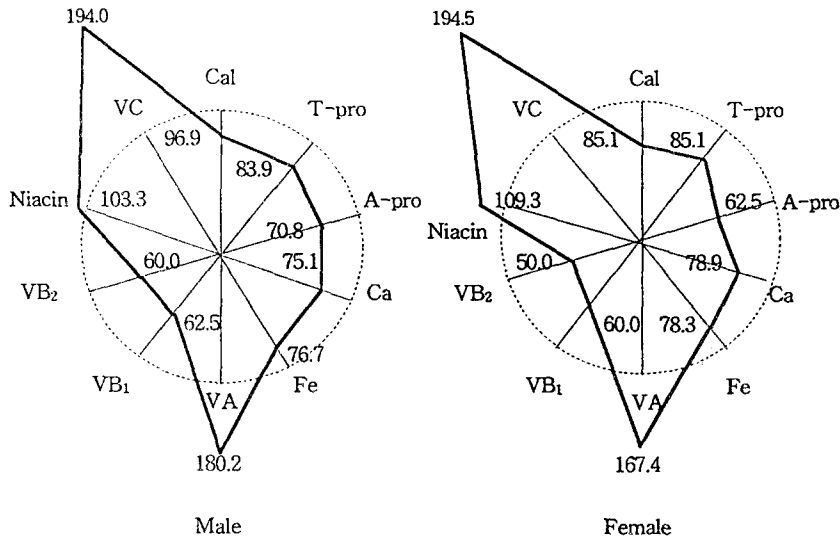 194.0
Cal
VC
T-pro
96.9
83.9
Niacin
103.3
A-pro
70.8
60.0
75.1
VB₂
Ca
62.5
76.7
VB₁
VA
Fe
180.2
Male
194.5
Cal
VC
T-pro
85.1
85.1
109.3
62.5
A-pro
Niacin
50.0
78.9
VB₂
Ca
60.0
78.3
VB₁
Fe
VA
167.4
Female